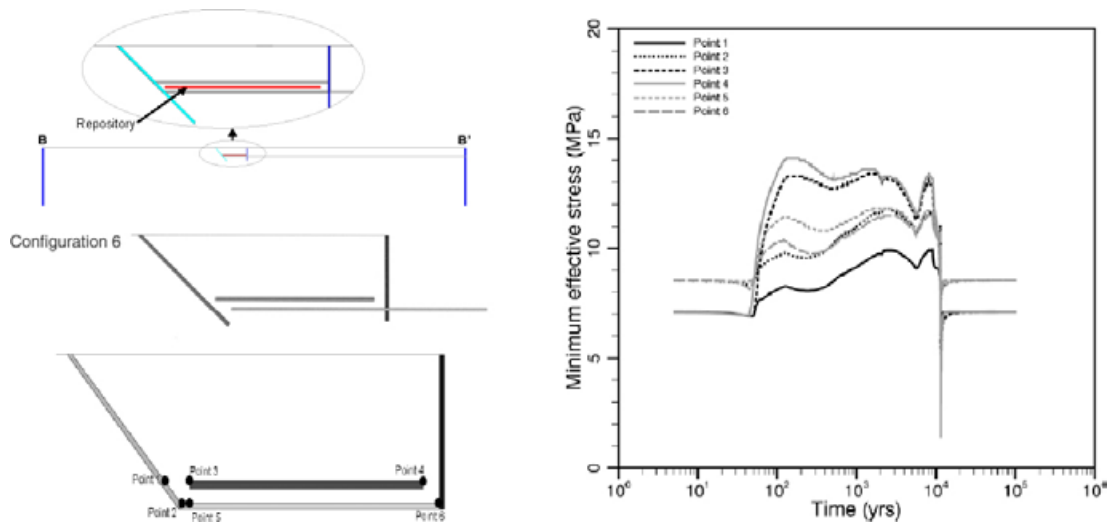 Repository
B
B'
Configuration 6
Point 3
Point 4
Point
Point 2
Point 5
Point 6
20
15
10
5
0
Minimum effective stress (MPa)
Point 1
Point 2
Point 3
Point 4
Point 5
Point 6
10⁰
10¹
10²
10³
10⁴
10⁵
10⁶
Time (yrs)